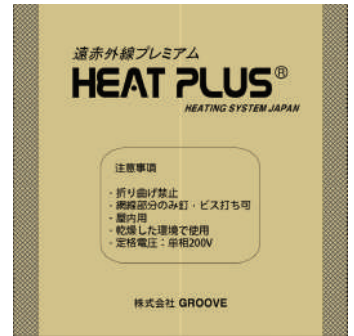 遠赤外線プレミアム
HEAT PLUS®
HEATING SYSTEM JAPAN
注意事項
・折り曲げ禁止
・網線部分のみ釘・ビス打ち可
・屋内用
・乾燥した環境で使用
・定格電圧：单相200V
株式会社 GROOVE